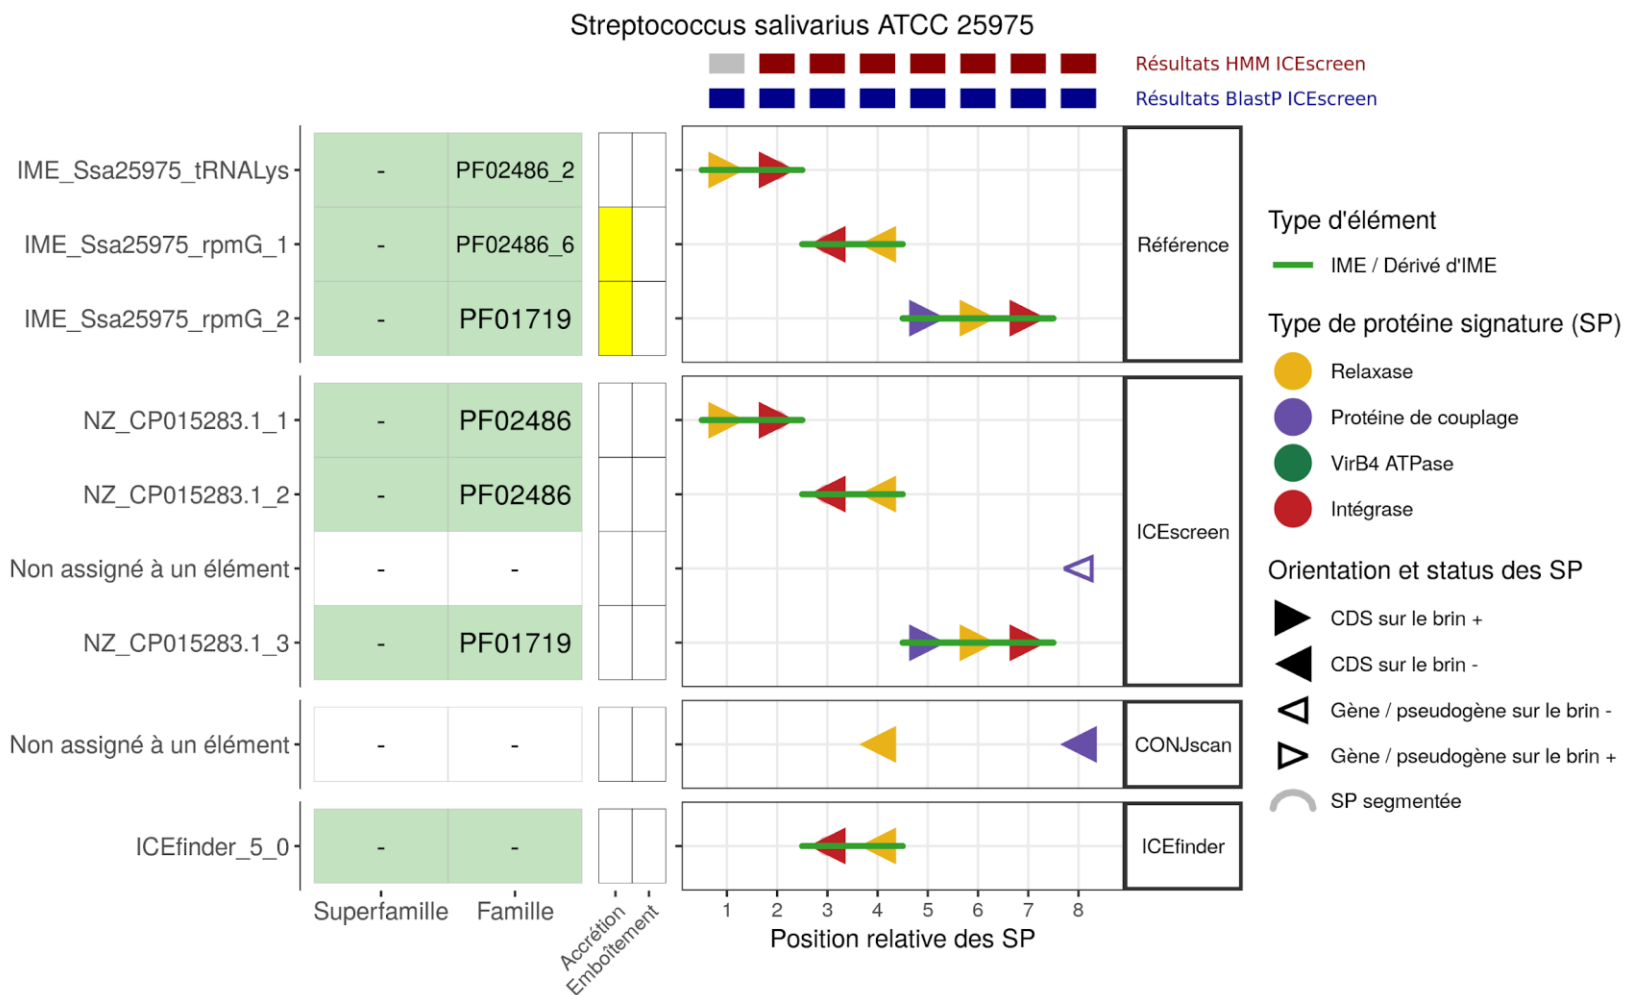 Streptococcus salivarius ATCC 25975
Résultats HMM ICEscreen
Résultats BlastP ICEscreen
IME_Ssa25975_tRNALys - PF02486_2
IME_Ssa25975_rpmG_1 - PF02486_6
IME_Ssa25975_rpmG_2 - PF01719
Référence
NZ_CP015283.1_1 - PF02486
NZ_CP015283.1_2 - PF02486
Non assigné à un élément - -
NZ_CP015283.1_3 - PF01719
ICEscreen
Non assigné à un élément - -
CONJscan
ICEfinder_5_0 - -
ICEfinder
Superfamille Famille
Accrétion
Emboîtement
1 2 3 4 5 6 7 8
Position relative des SP
Type d'élément
IME / Dérivé d'IME
Type de protéine signature (SP)
Relaxase
Protéine de couplage
VirB4 ATPase
Intégrase
Orientation et status des SP
CDS sur le brin +
CDS sur le brin -
Gène / pseudogène sur le brin -
Gène / pseudogène sur le brin +
SP segmentée